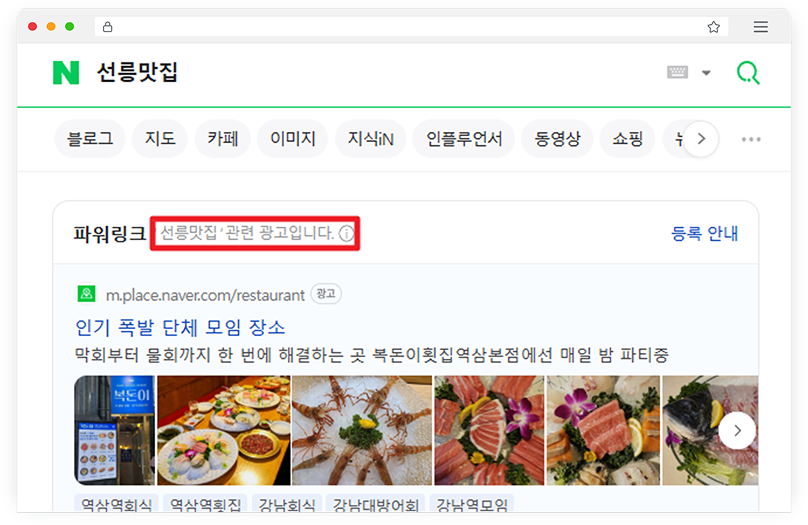 N 선릉맛집
블로그 지도 카페 이미지 지식iN 인플루언서 동영상 쇼핑
파워링크 '선릉맛집' 관련 광고입니다. 등록 안내
m.place.naver.com/restaurant 광고
인기 폭발 단체 모임 장소
막회부터 물회까지 한 번에 해결하는 곳 복돈이횟집역삼본점에선 매일 밤 파티중
복돈이
역삼역회식 역삼역횟집 강남회식 강남대방어회 강남역모임